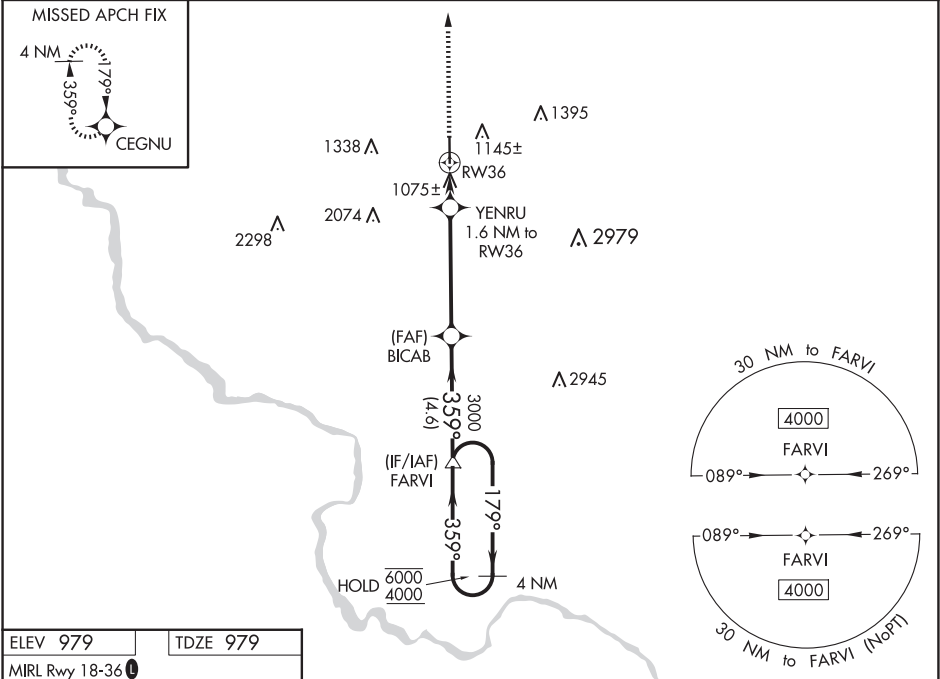 MISSED APCH FIX
4 NM
179°
359°
CEGNU
1395
1338
1145±
RW36
1075±
2074
YENRU
1.6 NM to
RW36
2298
2979
(FAF)
BICAB
2945
3000
359°
(4.6)
(IF/IAF)
FARVI
179°
359°
HOLD 6000
4000
4 NM
30 NM to FARVI
4000
FARVI
089°
269°
089°
269°
FARVI
4000
30 NM to FARVI (NoPT)
ELEV 979
TDZE 979
MIRL Rwy 18-36 L